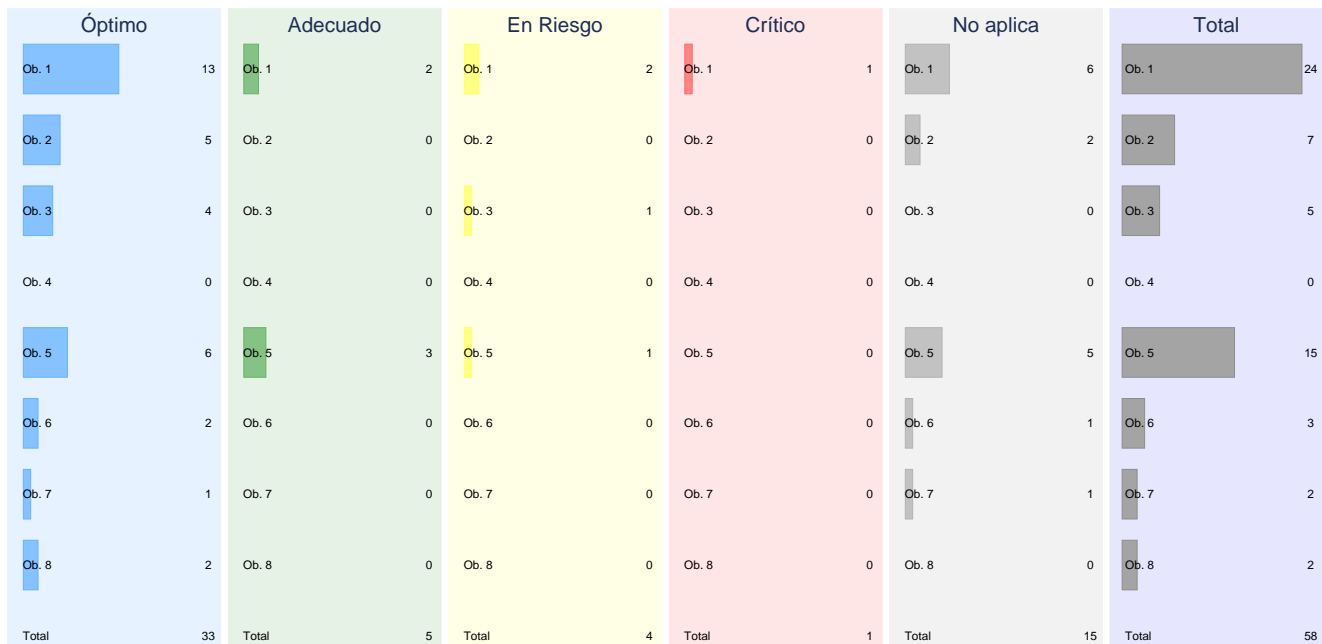 Óptimo Adecuado En Riesgo Crítico No aplica Total
Ob. 1 13 Ob. 1 2 Ob. 1 2 Ob. 1 1 Ob. 1 6 Ob. 1 24
Ob. 2 5 Ob. 2 0 Ob. 2 0 Ob. 2 0 Ob. 2 2 Ob. 2 7
Ob. 3 4 Ob. 3 0 Ob. 3 1 Ob. 3 0 Ob. 3 0 Ob. 3 5
Ob. 4 0 Ob. 4 0 Ob. 4 0 Ob. 4 0 Ob. 4 0 Ob. 4 0
Ob. 5 6 Ob. 5 3 Ob. 5 1 Ob. 5 0 Ob. 5 5 Ob. 5 15
Ob. 6 2 Ob. 6 0 Ob. 6 0 Ob. 6 0 Ob. 6 1 Ob. 6 3
Ob. 7 1 Ob. 7 0 Ob. 7 0 Ob. 7 0 Ob. 7 1 Ob. 7 2
Ob. 8 2 Ob. 8 0 Ob. 8 0 Ob. 8 0 Ob. 8 0 Ob. 8 2
Total 33 Total 5 Total 4 Total 1 Total 15 Total 58